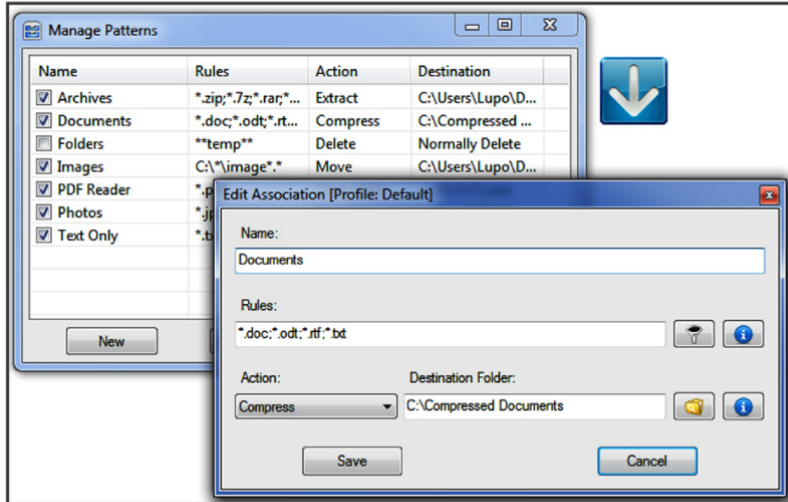 Manage Patterns
Name Rules Action Destination
Archives *.zip;*.7z;*.rar;*... Extract C:\Users\Lupo\D...
Documents *.doc;*.odt;*.rt... Compress C:\Compressed ...
Folders **temp** Delete Normally Delete
Images C:\*\image*.* Move C:\Users\Lupo\D...
PDF Reader
Photos
Text Only
New
Edit Association [Profile: Default]
Name:
Documents
Rules:
*.doc;*.odt;*.rtf;*.txt
Action: Destination Folder:
Compress C:\Compressed Documents
Save Cancel